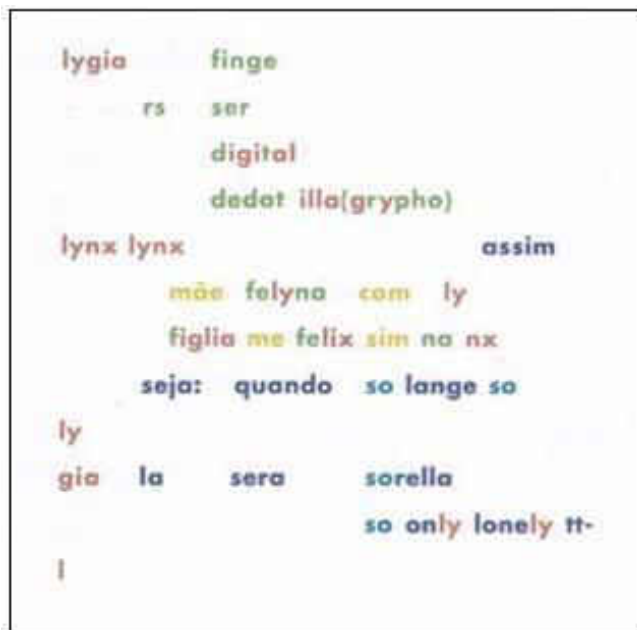 lygia finge
rs ser
digital
dedat illa(grypho)
lynx lynx assim
mãe felyna com ly
figlia me felix sim na nx
seja: quando so lange so
ly
gia la sera sorella
so only lonely tt-
l